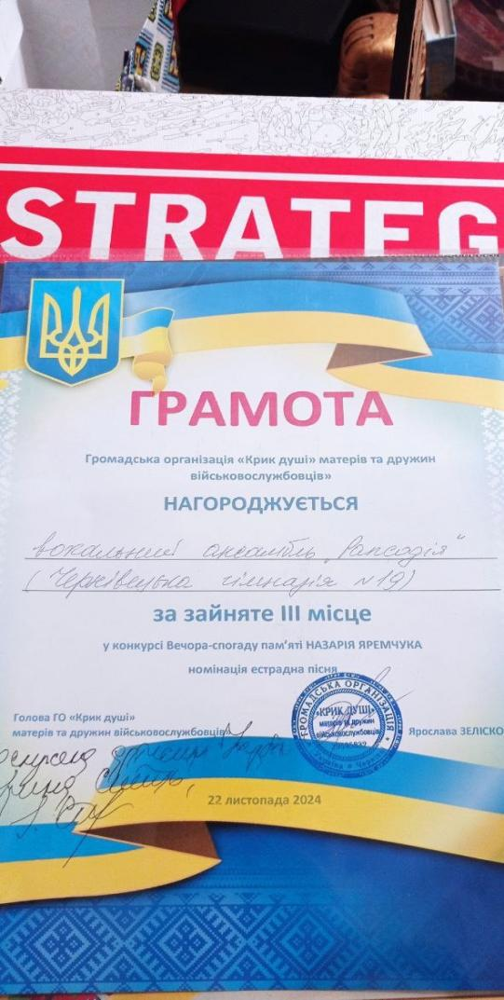 STRATEG
ГРАМОТА
Громадська організація «Крик душі» матерів та дружин
військовослужбовців»
НАГОРОДЖУЄТЬСЯ
вокальний ансамбль "Рапсодія"
(Чернівецька гімназія №19)
за зайняте III місце
у конкурсі Вечора-спогаду пам'яті НАЗАРІЯ ЯРЕМЧУКА
номінація естрадна пісня
ГРОМАДСЬКА ОРГАНІЗАЦІЯ
«КРИК ДУШІ»
матерів та дружин
військовослужбовців
Голова ГО «Крик душі»
матерів та дружин військовослужбовців
Ярослава ЗЕЛІСКО
22 листопада 2024